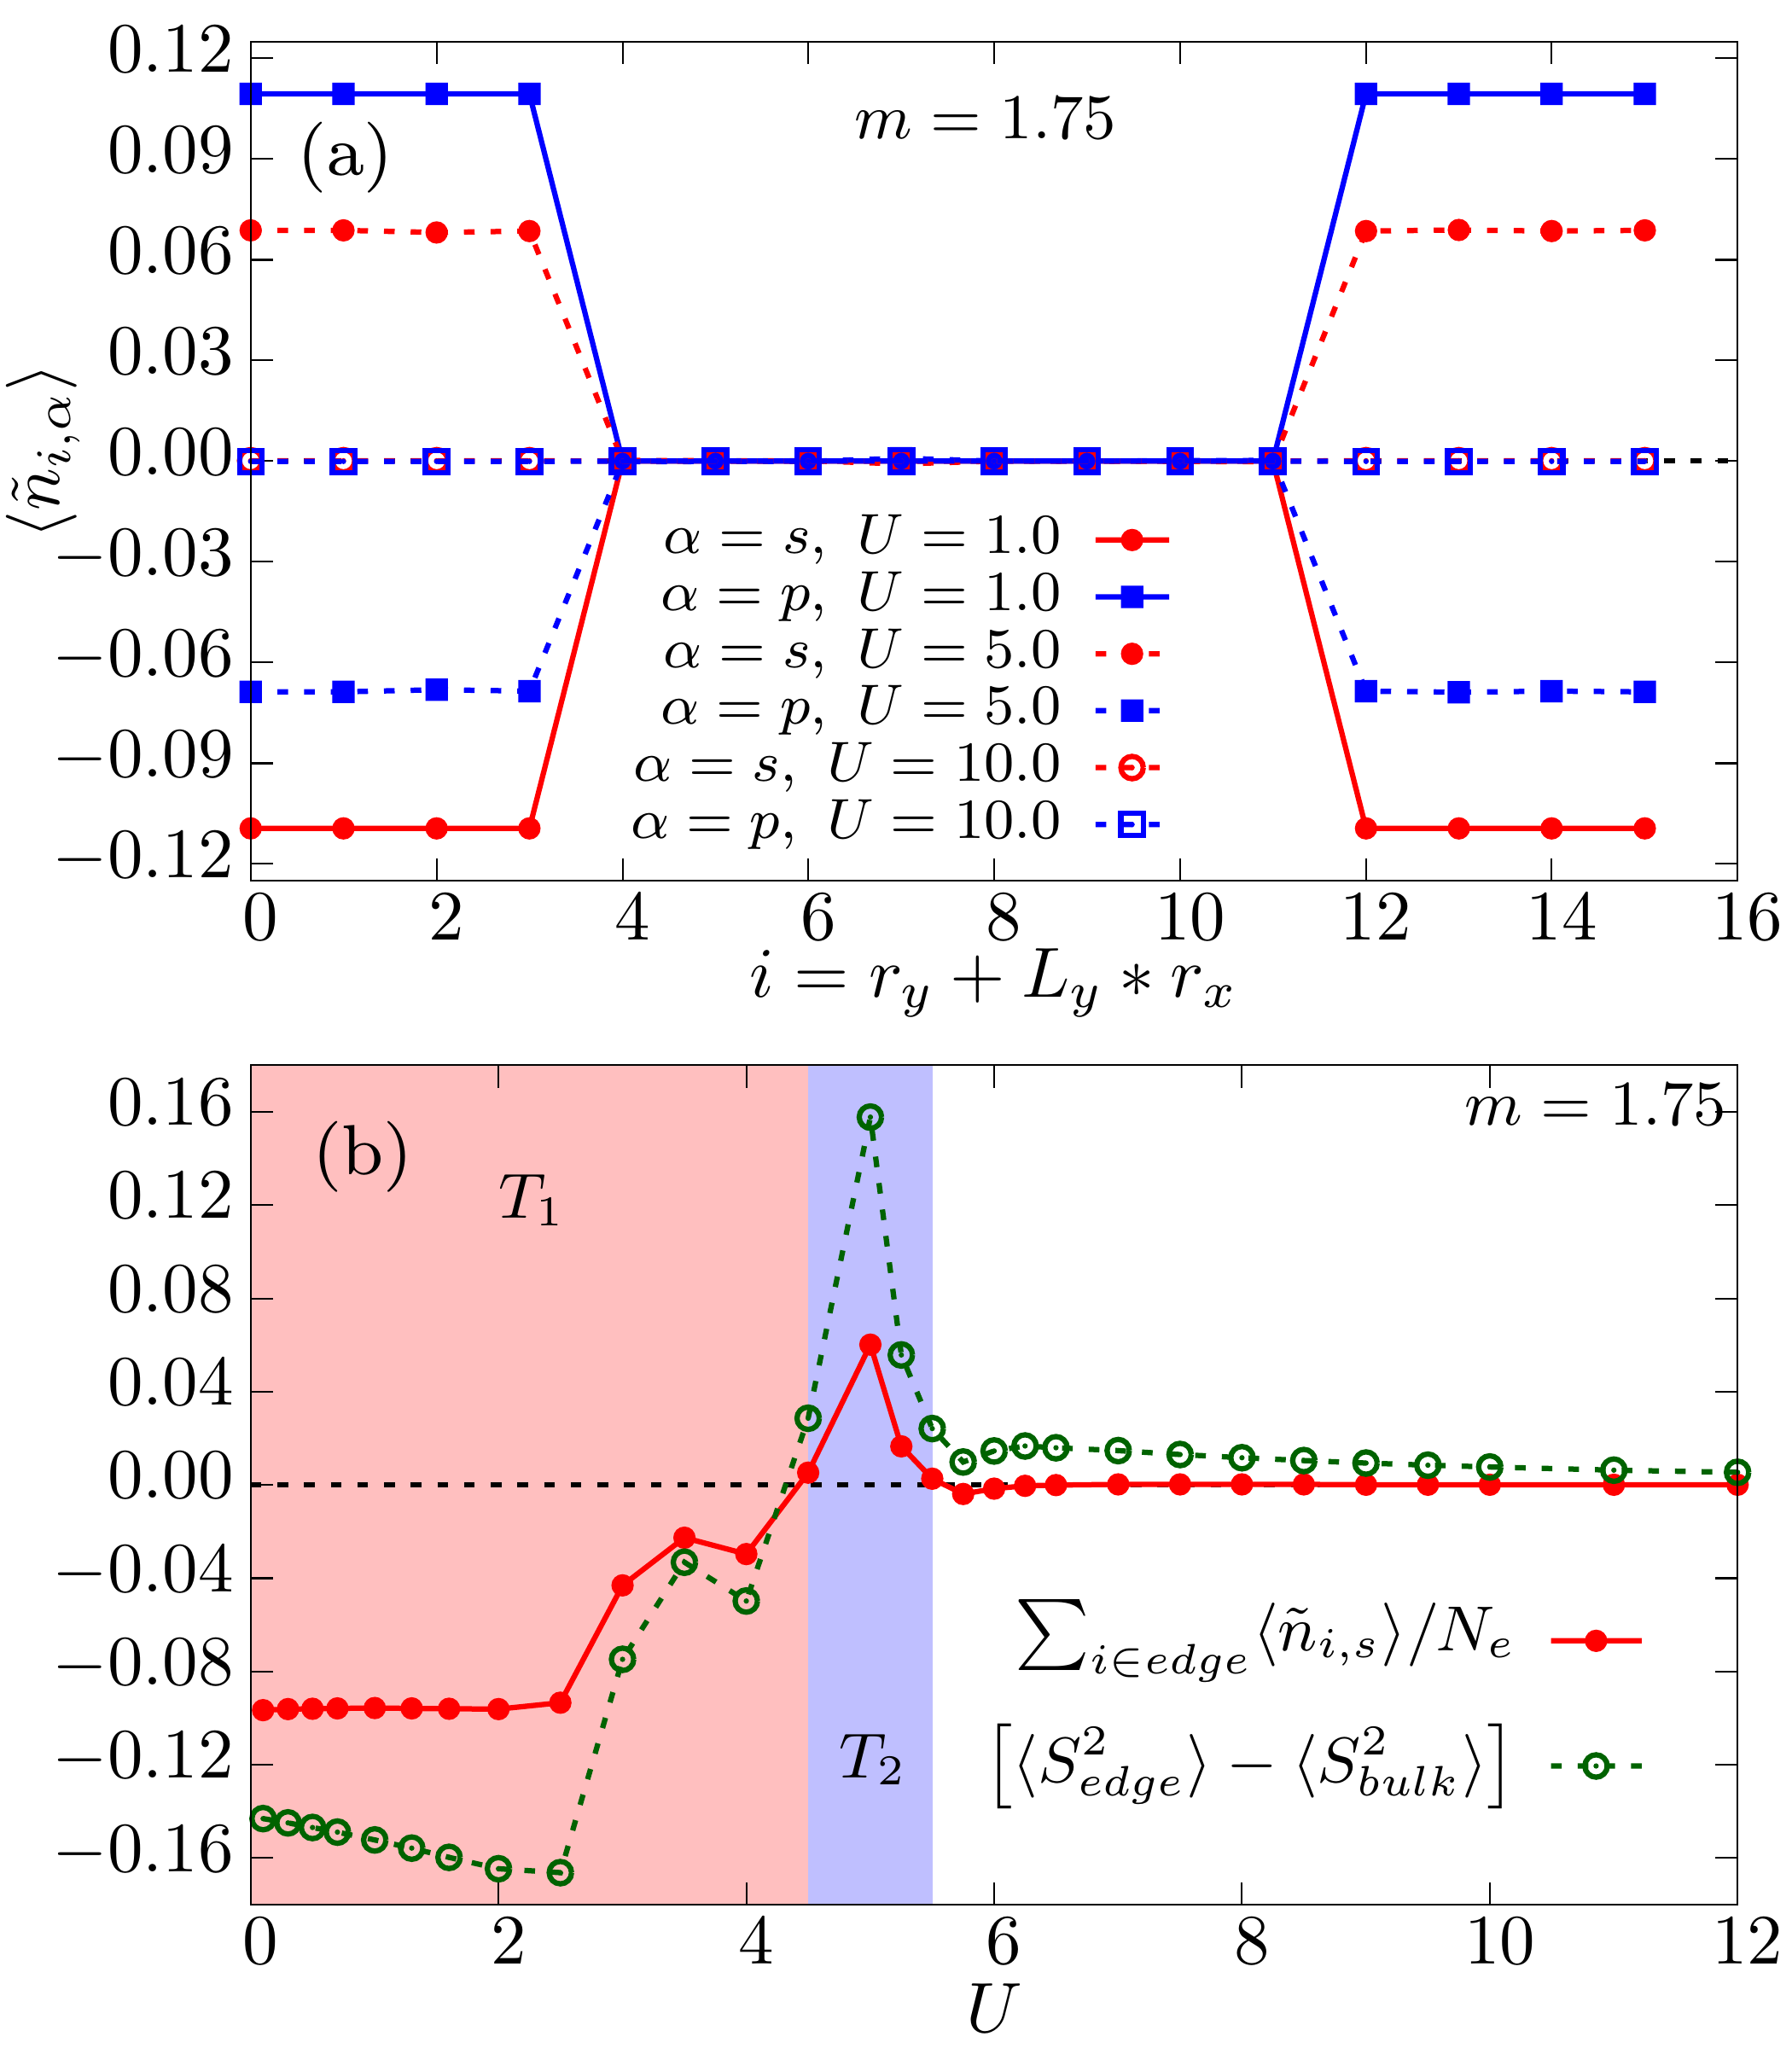 0.12
0.09
0.06
0.03
0.00
−0.03
−0.06
−0.09
−0.12
⟨ñ_{i,α}⟩
(a)
m = 1.75
α = s, U = 1.0
α = p, U = 1.0
α = s, U = 5.0
α = p, U = 5.0
α = s, U = 10.0
α = p, U = 10.0
0 2 4 6 8 10 12 14 16
i = r_y + L_y * r_x
0.16
0.12
0.08
0.04
0.00
−0.04
−0.08
−0.12
−0.16
(b)
m = 1.75
T_1
T_2
∑_{i∈edge}⟨ñ_{i,s}⟩/N_e
[⟨S²_{edge}⟩ − ⟨S²_{bulk}⟩]
0 2 4 6 8 10 12
U